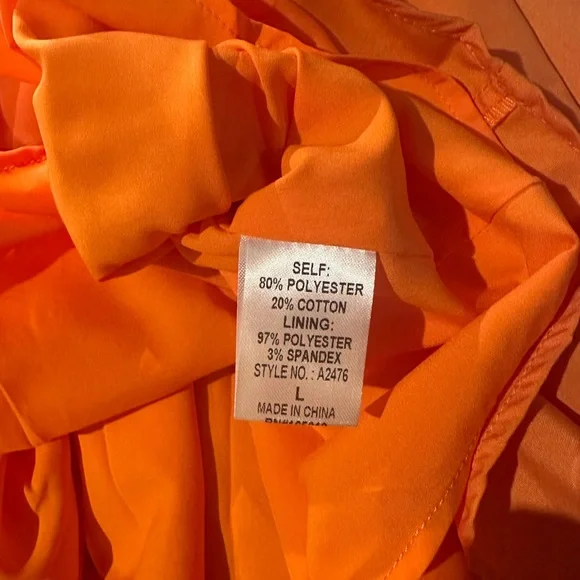 SELF:
80% POLYESTER
20% COTTON
LINING:
97% POLYESTER
3% SPANDEX
STYLE NO. : A2476
L
MADE IN CHINA